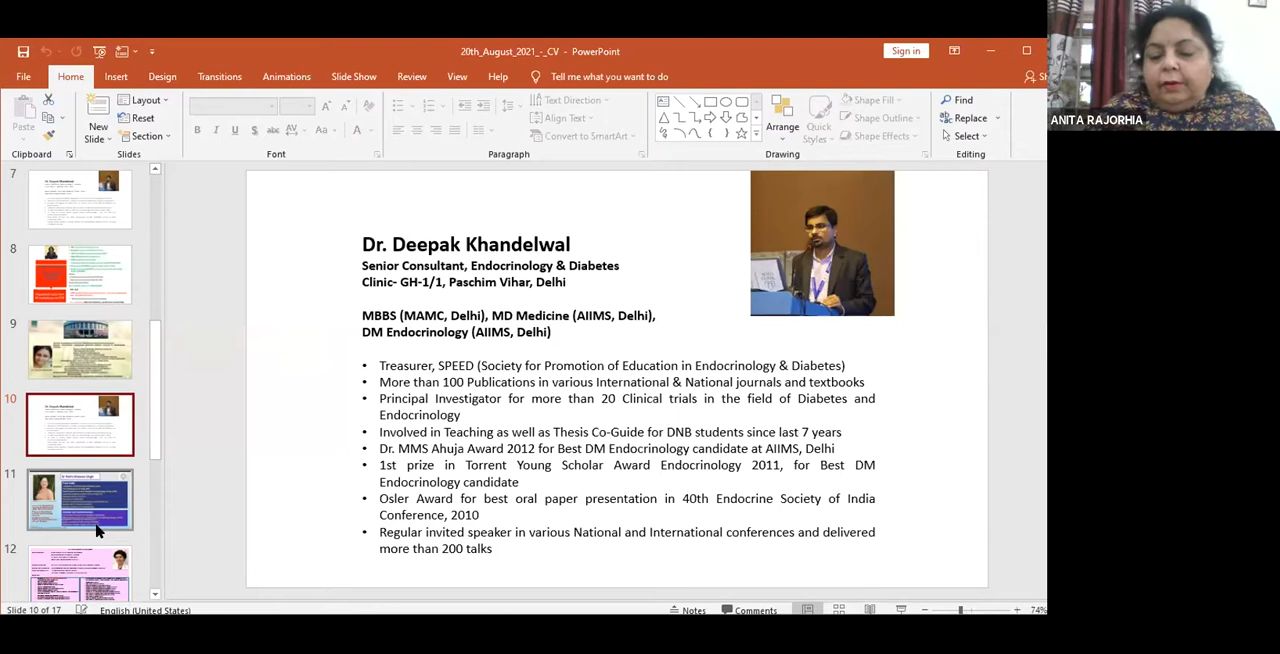 20th_August_2021_-_CV - PowerPoint
Sign in
File Home Insert Design Transitions Animations Slide Show Review View Help Tell me what you want to do
Paste
Clipboard
New
Slide
Layout
Reset
Section
Slides
B I U S abc AV Aa A
Font
Paragraph
Text Direction
Align Text
Convert to SmartArt
Arrange
Quick
Styles
Shape Fill
Shape Outline
Shape Effects
Drawing
Find
Replace
Select
Editing
ANITA RAJORHIA
7
8
9
10
11
12
Dr. Deepak Khandelwal
Senior Consultant, Endocrinology & Diabetes
Clinic- GH-1/1, Paschim Vihar, Delhi
MBBS (MAMC, Delhi), MD Medicine (AIIMS, Delhi),
DM Endocrinology (AIIMS, Delhi)
• Treasurer, SPEED (Society for Promotion of Education in Endocrinology & Diabetes)
• More than 100 Publications in various International & National journals and textbooks
• Principal Investigator for more than 20 Clinical trials in the field of Diabetes and
Endocrinology
• Involved in Teaching and as Thesis Co-Guide for DNB students since last 7 years
• Dr. MMS Ahuja Award 2012 for Best DM Endocrinology candidate at AIIMS, Delhi
• 1st prize in Torrent Young Scholar Award Endocrinology 2011, for Best DM
Endocrinology candidate
• Osler Award for best oral paper presentation in 40th Endocrine Society of India
Conference, 2010
• Regular invited speaker in various National and International conferences and delivered
more than 200 talks
Slide 10 of 17 English (United States)
Notes Comments 74%